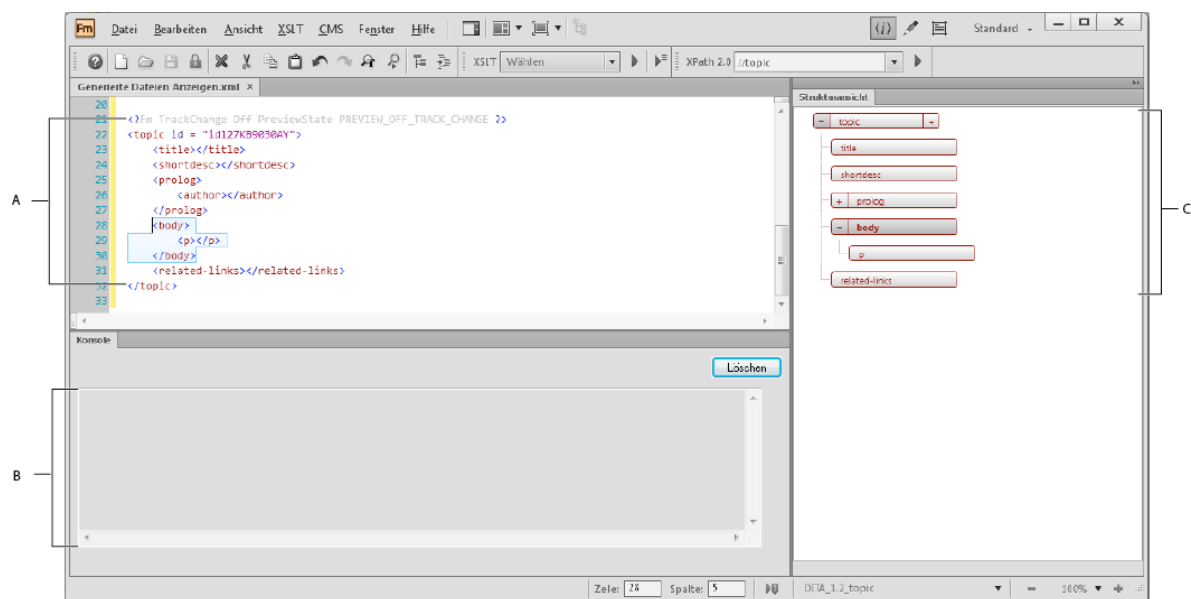 Fm Datei Bearbeiten Ansicht XSLT CMS Fenster Hilfe Standard
XSLT Wählen XPath 2.0 //topic
Generierte Dateien Anzeigen.xml ×
20
21 <?Fm TrackChange Off PreviewState PREVIEW_OFF_TRACK_CHANGE ?>
22 <topic id = "id127KB9030AY">
23 <title></title>
24 <shortdesc></shortdesc>
25 <prolog>
26 <author></author>
27 </prolog>
28 <body>
29 <p></p>
30 </body>
31 <related-links></related-links>
32 </topic>
33
A
Konsole
Löschen
B
Strukturansicht
topic
title
shortdesc
prolog
body
p
related-links
C
Zeile: 28 Spalte: 5 DITA_1.2_topic 100%